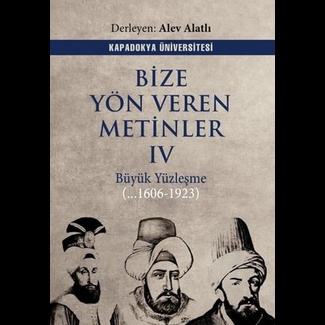 Derleyen: Alev Alatlı
KAPADOKYA ÜNİVERSİTESİ
BİZE
YÖN VEREN
METİNLER
IV
Büyük Yüzleşme
(...1606-1923)